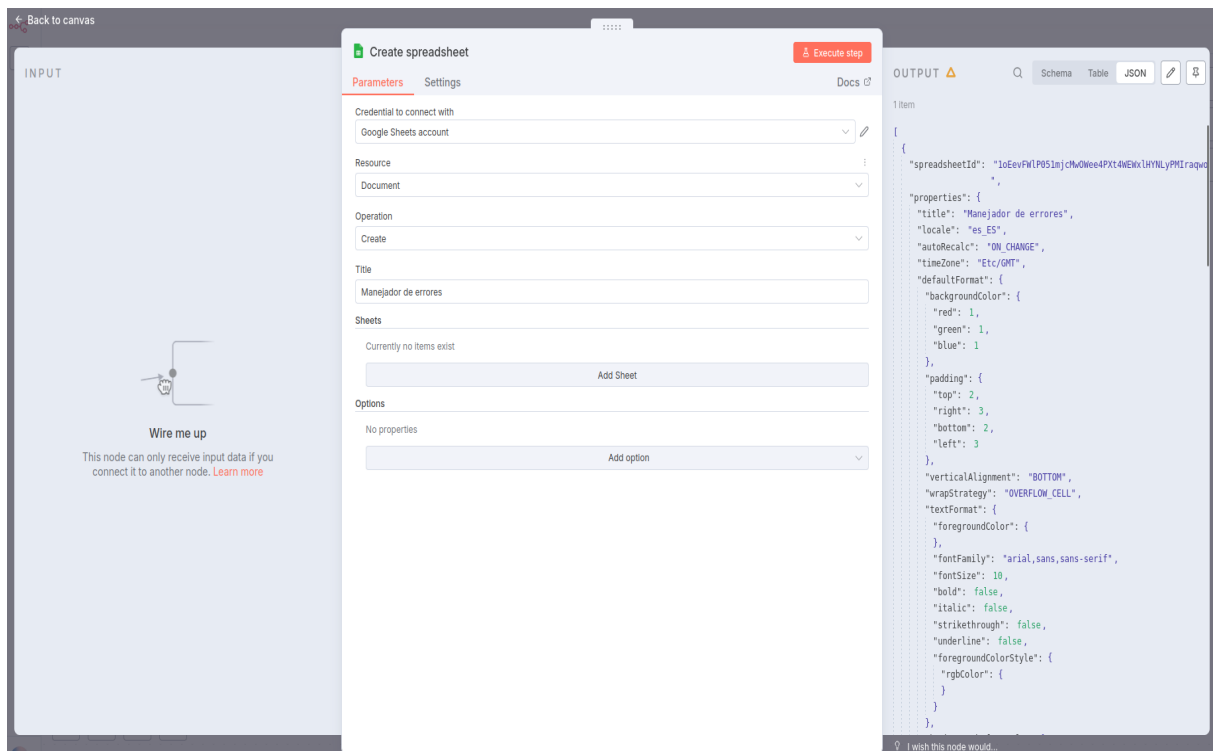 ← Back to canvas
INPUT
Wire me up
This node can only receive input data if you
connect it to another node. Learn more
Create spreadsheet
Execute step
Parameters
Settings
Docs
Credential to connect with
Google Sheets account
Resource
Document
Operation
Create
Title
Manejador de errores
Sheets
Currently no items exist
Add Sheet
Options
No properties
Add option
OUTPUT
Schema
Table
JSON
1 item
[
{
"spreadsheetId": "1oEevFWlP051mjcMwOWee4PXt4WEWxlHYNLyPMIraqwo
",
"properties": {
"title": "Manejador de errores",
"locale": "es_ES",
"autoRecalc": "ON_CHANGE",
"timeZone": "Etc/GMT",
"defaultFormat": {
"backgroundColor": {
"red": 1,
"green": 1,
"blue": 1
},
"padding": {
"top": 2,
"right": 3,
"bottom": 2,
"left": 3
},
"verticalAlignment": "BOTTOM",
"wrapStrategy": "OVERFLOW_CELL",
"textFormat": {
"foregroundColor": {
},
"fontFamily": "arial,sans,sans-serif",
"fontSize": 10,
"bold": false,
"italic": false,
"strikethrough": false,
"underline": false,
"foregroundColorStyle": {
"rgbColor": {
}
}
},
I wish this node would...